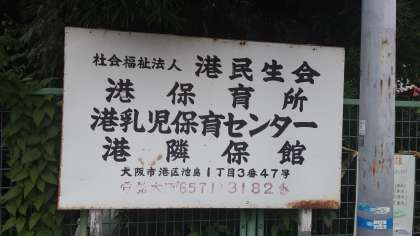 社会福祉法人 港民生会
港保育所
港乳児保育センター
港隣保館
大阪市港区池島1丁目3番47号
(6571)3182番